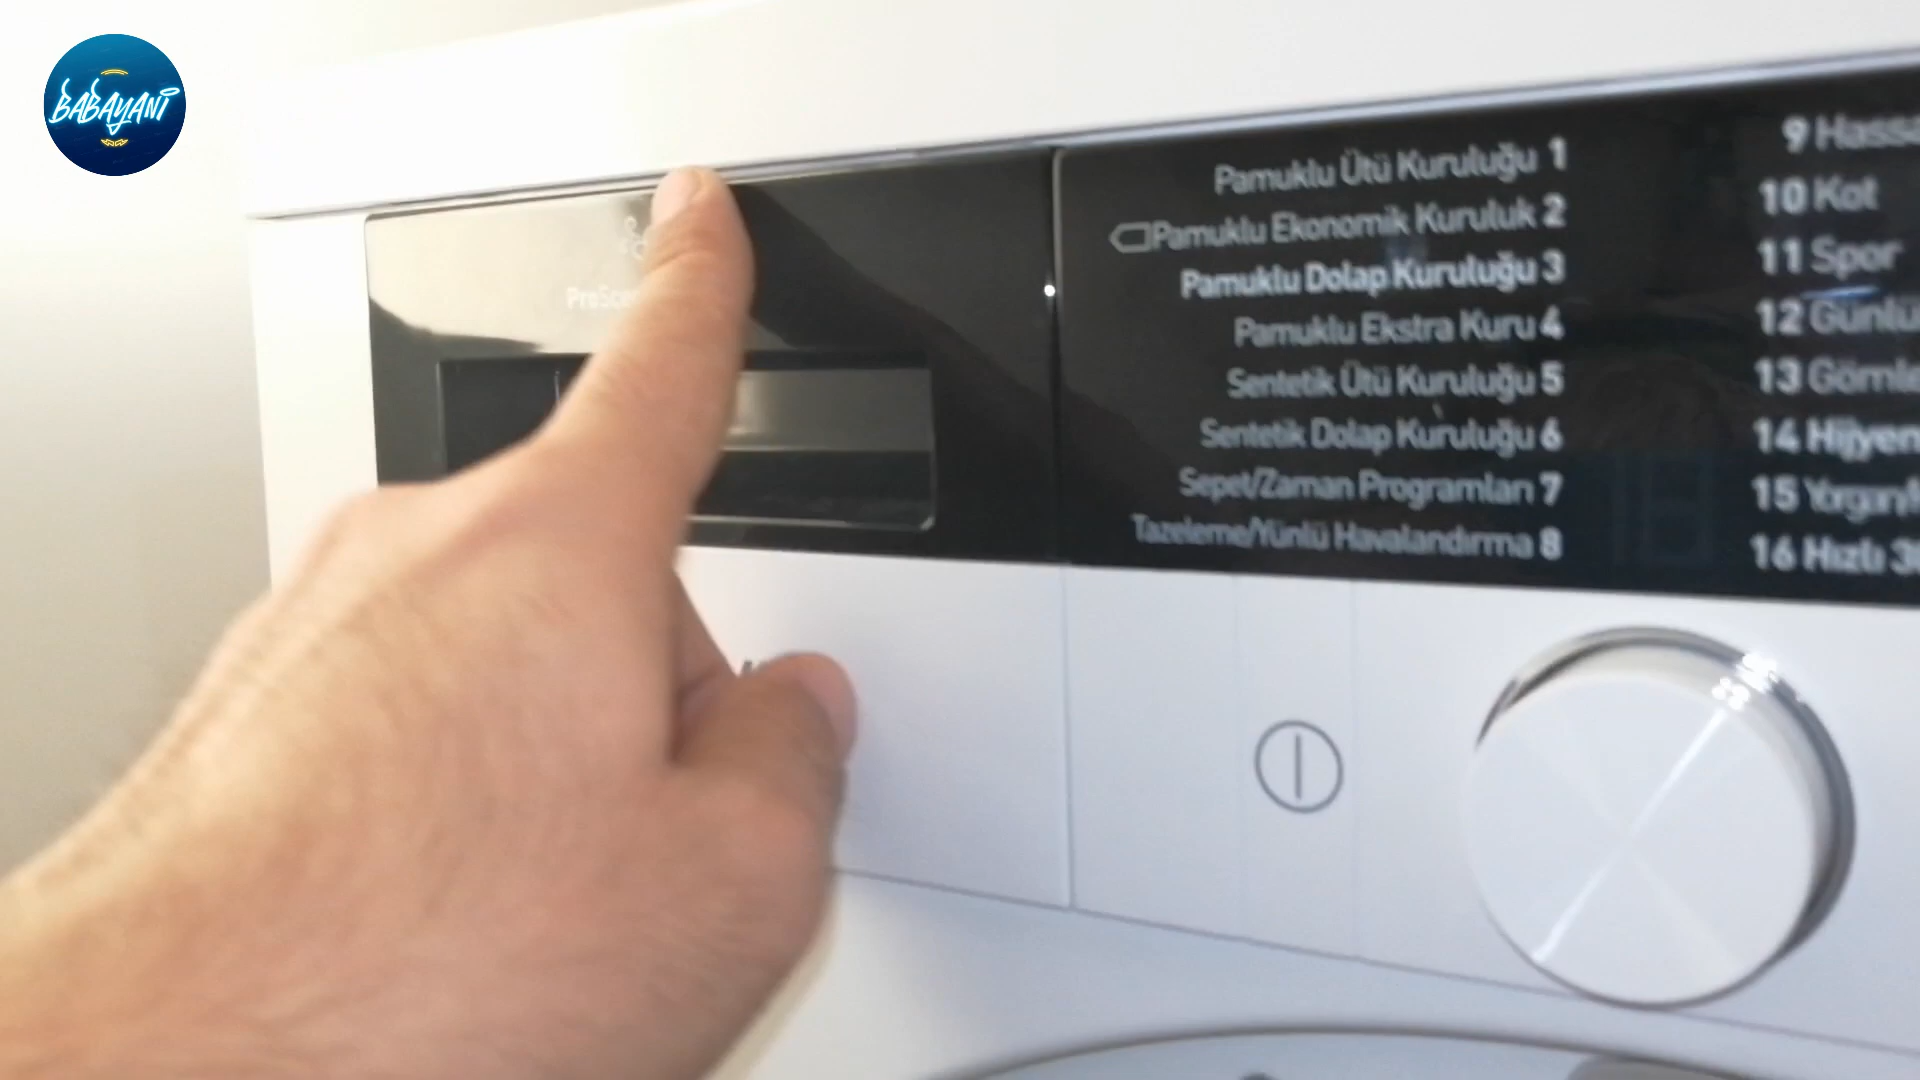 BABAYANI
Pamuklu Ütü Kuruluğu 1
Pamuklu Ekonomik Kuruluk 2
Pamuklu Dolap Kuruluğu 3
Pamuklu Ekstra Kuru 4
Sentetik Ütü Kuruluğu 5
Sentetik Dolap Kuruluğu 6
Sepet/Zaman Programları 7
Tazeleme/Yünlü Havalandırma 8
9
10 Kot
11 Spor
12
13
14
15
16 Hızlı